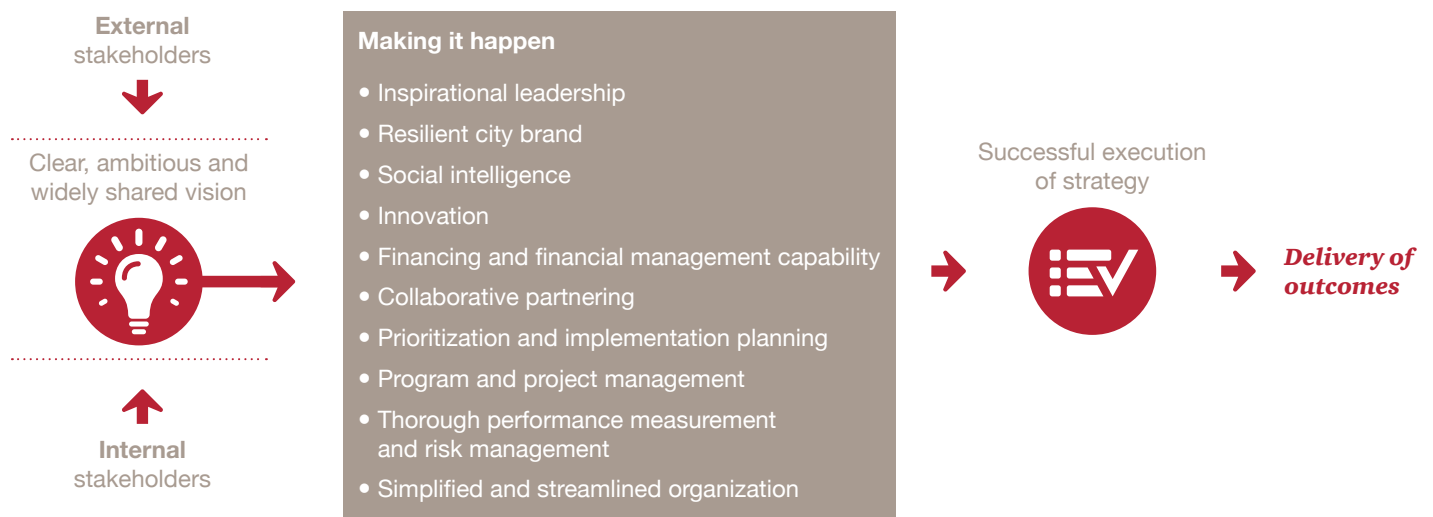 External
stakeholders
Clear, ambitious and
widely shared vision
Internal
stakeholders
Making it happen
• Inspirational leadership
• Resilient city brand
• Social intelligence
• Innovation
• Financing and financial management capability
• Collaborative partnering
• Prioritization and implementation planning
• Program and project management
• Thorough performance measurement
and risk management
• Simplified and streamlined organization
Successful execution
of strategy
Delivery of
outcomes